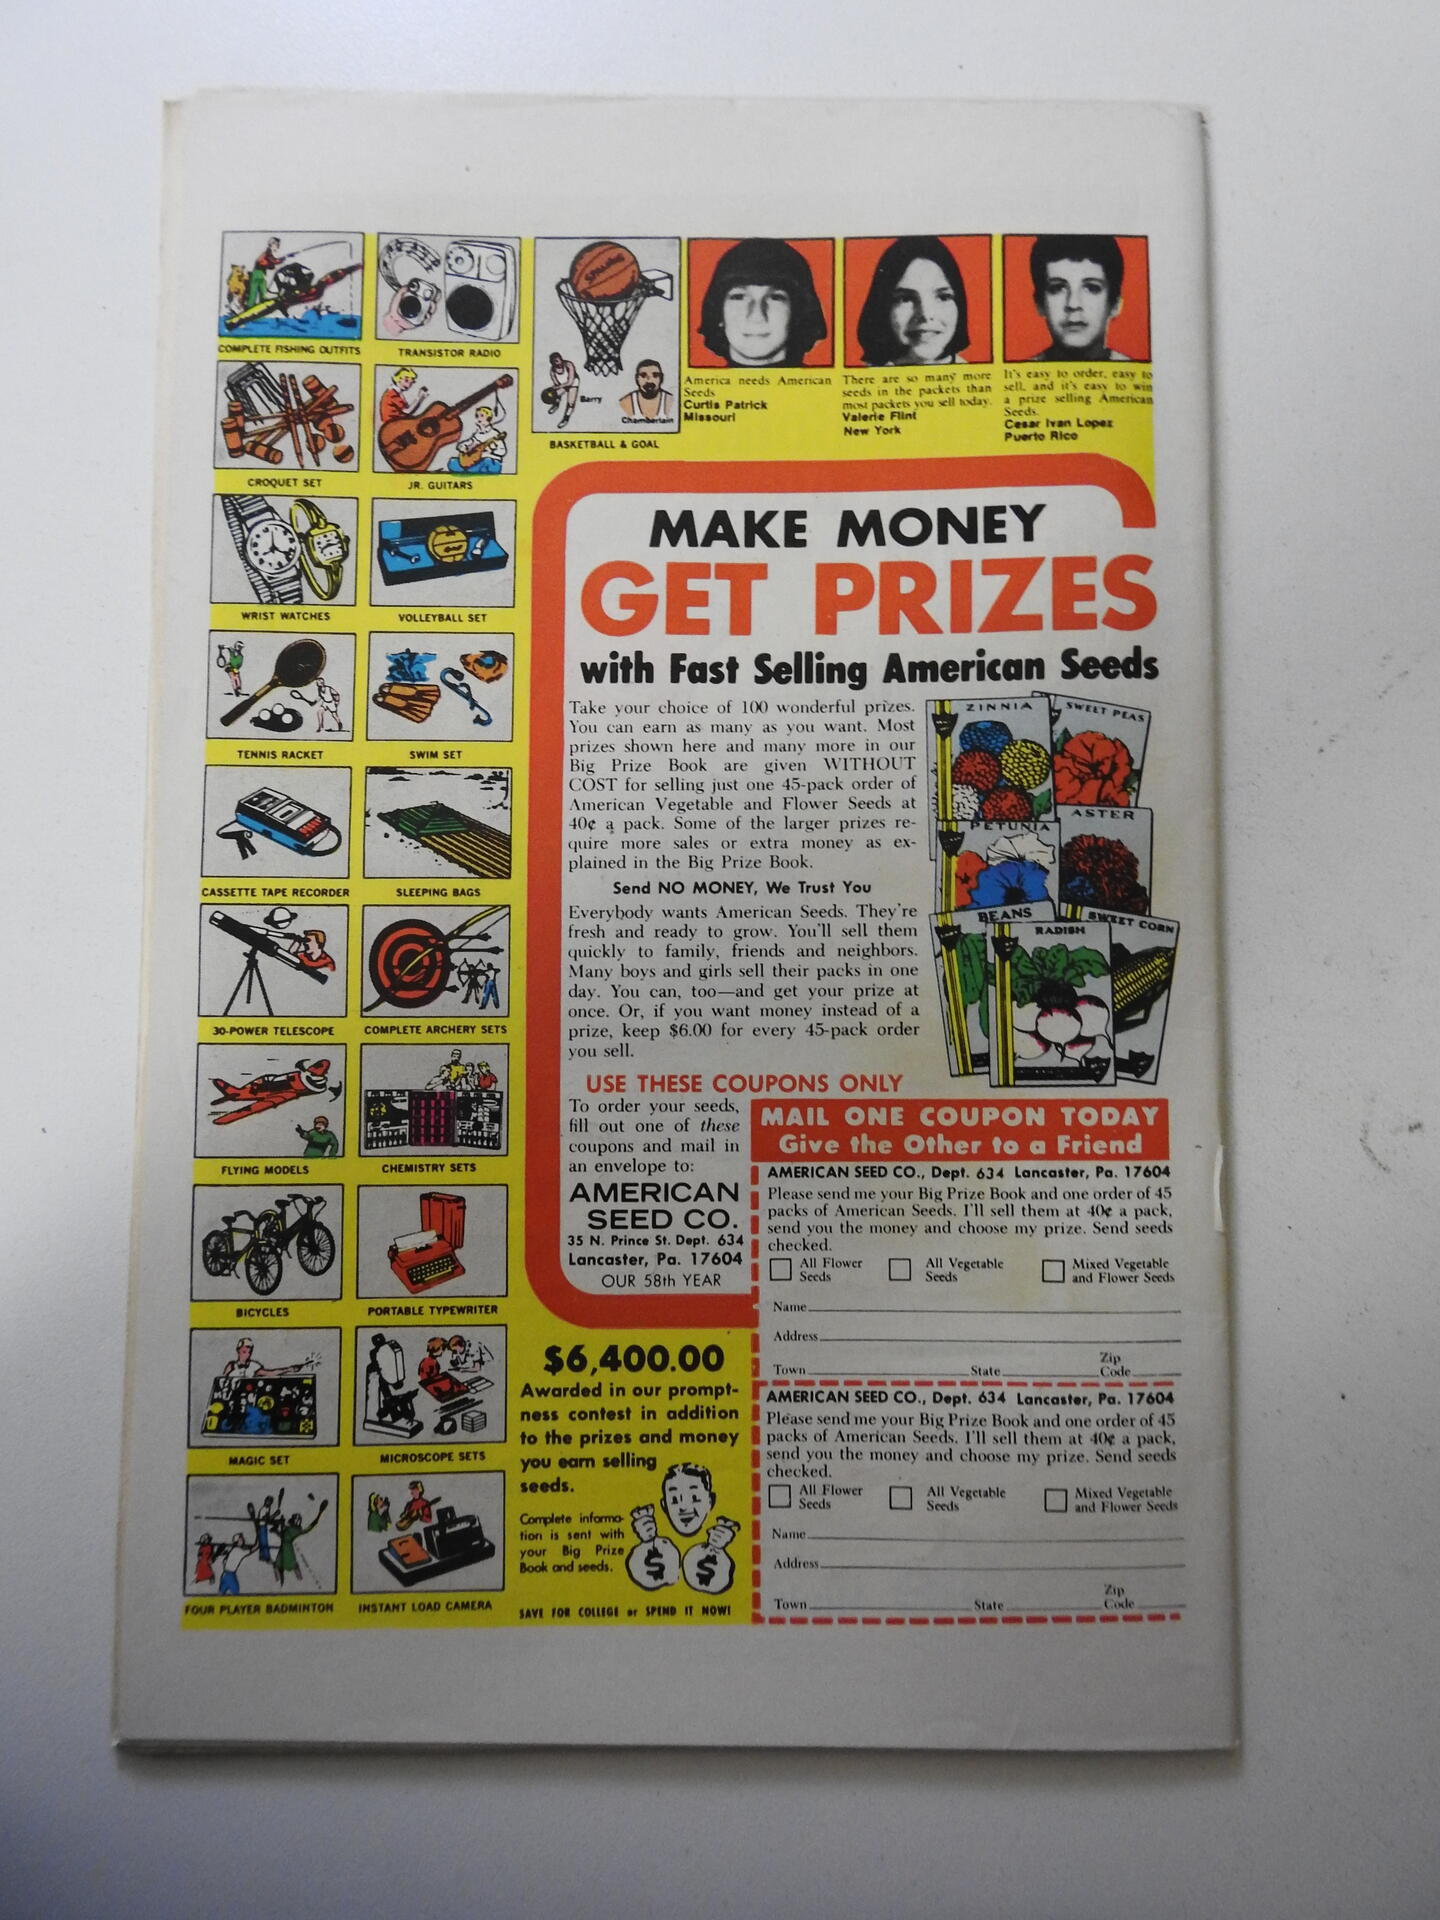 COMPLETE FISHING OUTFITS
TRANSISTOR RADIO
CROQUET SET
JR. GUITARS
WRIST WATCHES
VOLLEYBALL SET
TENNIS RACKET
SWIM SET
CASSETTE TAPE RECORDER
SLEEPING BAGS
30-POWER TELESCOPE
COMPLETE ARCHERY SETS
FLYING MODELS
CHEMISTRY SETS
BICYCLES
PORTABLE TYPEWRITER
MAGIC SET
MICROSCOPE SETS
FOUR PLAYER BADMINTON
INSTANT LOAD CAMERA
SPALDING
Barry
Chamberlain
BASKETBALL & GOAL
America needs American
Seeds
Curtis Patrick
Missouri
There are so many more
seeds in the packets than
most packets you sell today.
Valerie Flint
New York
It's easy to order, easy to
sell, and it's easy to win
a prize selling American
Seeds.
Cesar Ivan Lopez
Puerto Rico
MAKE MONEY
GET PRIZES
with Fast Selling American Seeds
Take your choice of 100 wonderful prizes.
You can earn as many as you want. Most
prizes shown here and many more in our
Big Prize Book are given WITHOUT
COST for selling just one 45-pack order of
American Vegetable and Flower Seeds at
40¢ a pack. Some of the larger prizes re-
quire more sales or extra money as ex-
plained in the Big Prize Book.
Send NO MONEY, We Trust You
Everybody wants American Seeds. They're
fresh and ready to grow. You'll sell them
quickly to family, friends and neighbors.
Many boys and girls sell their packs in one
day. You can, too—and get your prize at
once. Or, if you want money instead of a
prize, keep $6.00 for every 45-pack order
you sell.
ZINNIA
SWEET PEAS
PETUNIA
ASTER
BEANS
RADISH
SWEET CORN
USE THESE COUPONS ONLY
To order your seeds,
fill out one of these
coupons and mail in
an envelope to:
AMERICAN
SEED CO.
35 N. Prince St. Dept. 634
Lancaster, Pa. 17604
OUR 58th YEAR
MAIL ONE COUPON TODAY
Give the Other to a Friend
AMERICAN SEED CO., Dept. 634 Lancaster, Pa. 17604
Please send me your Big Prize Book and one order of 45
packs of American Seeds. I'll sell them at 40¢ a pack,
send you the money and choose my prize. Send seeds
checked.
All Flower Seeds
All Vegetable Seeds
Mixed Vegetable and Flower Seeds
Name
Address
Town State Zip Code
AMERICAN SEED CO., Dept. 634 Lancaster, Pa. 17604
Please send me your Big Prize Book and one order of 45
packs of American Seeds. I'll sell them at 40¢ a pack,
send you the money and choose my prize. Send seeds
checked.
All Flower Seeds
All Vegetable Seeds
Mixed Vegetable and Flower Seeds
Name
Address
Town State Zip Code
$6,400.00
Awarded in our prompt-
ness contest in addition
to the prizes and money
you earn selling
seeds.
Complete informa-
tion is sent with
your Big Prize
Book and seeds.
$ $
SAVE FOR COLLEGE or SPEND IT NOW!